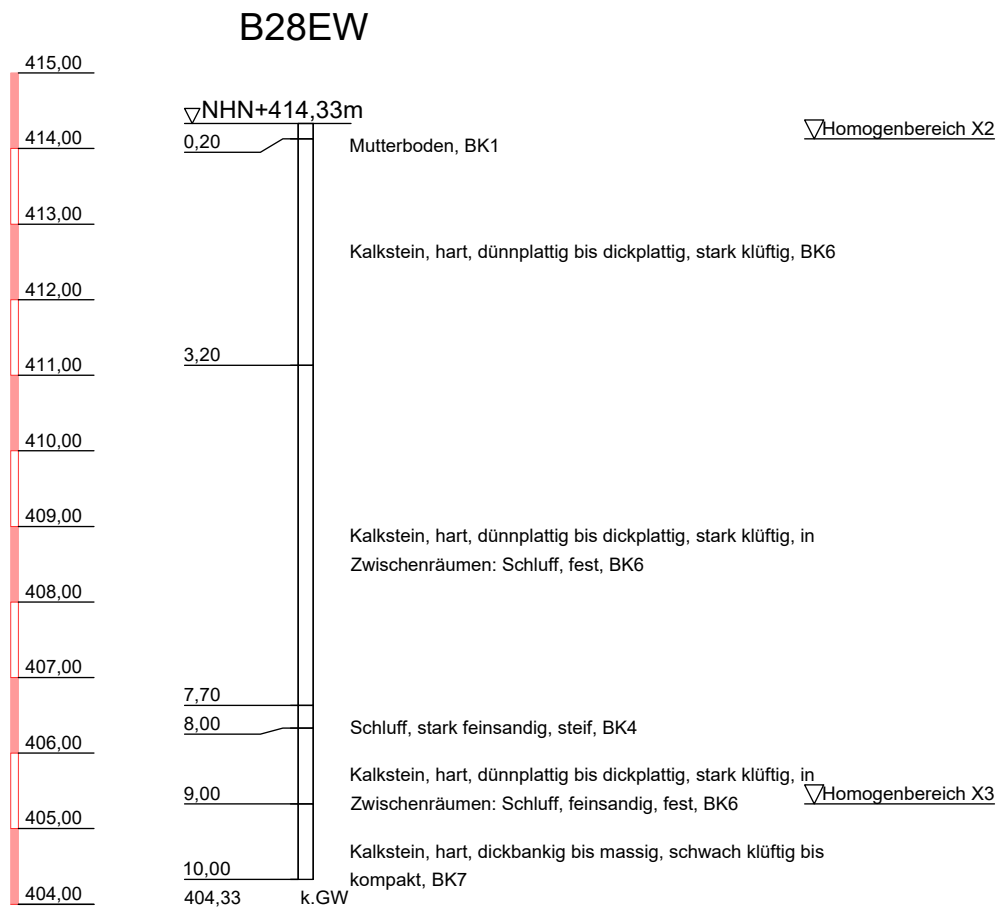 B28EW
415,00
NHN+414,33m
Homogenbereich X2
414,00
0,20
Mutterboden, BK1
413,00
Kalkstein, hart, dünnplattig bis dickplattig, stark klüftig, BK6
412,00
3,20
411,00
410,00
409,00
Kalkstein, hart, dünnplattig bis dickplattig, stark klüftig, in
Zwischenräumen: Schluff, fest, BK6
408,00
407,00
7,70
8,00
Schluff, stark feinsandig, steif, BK4
406,00
Kalkstein, hart, dünnplattig bis dickplattig, stark klüftig, in
Zwischenräumen: Schluff, feinsandig, fest, BK6
9,00
Homogenbereich X3
405,00
Kalkstein, hart, dickbankig bis massig, schwach klüftig bis
kompakt, BK7
10,00
404,00
404,33
k.GW